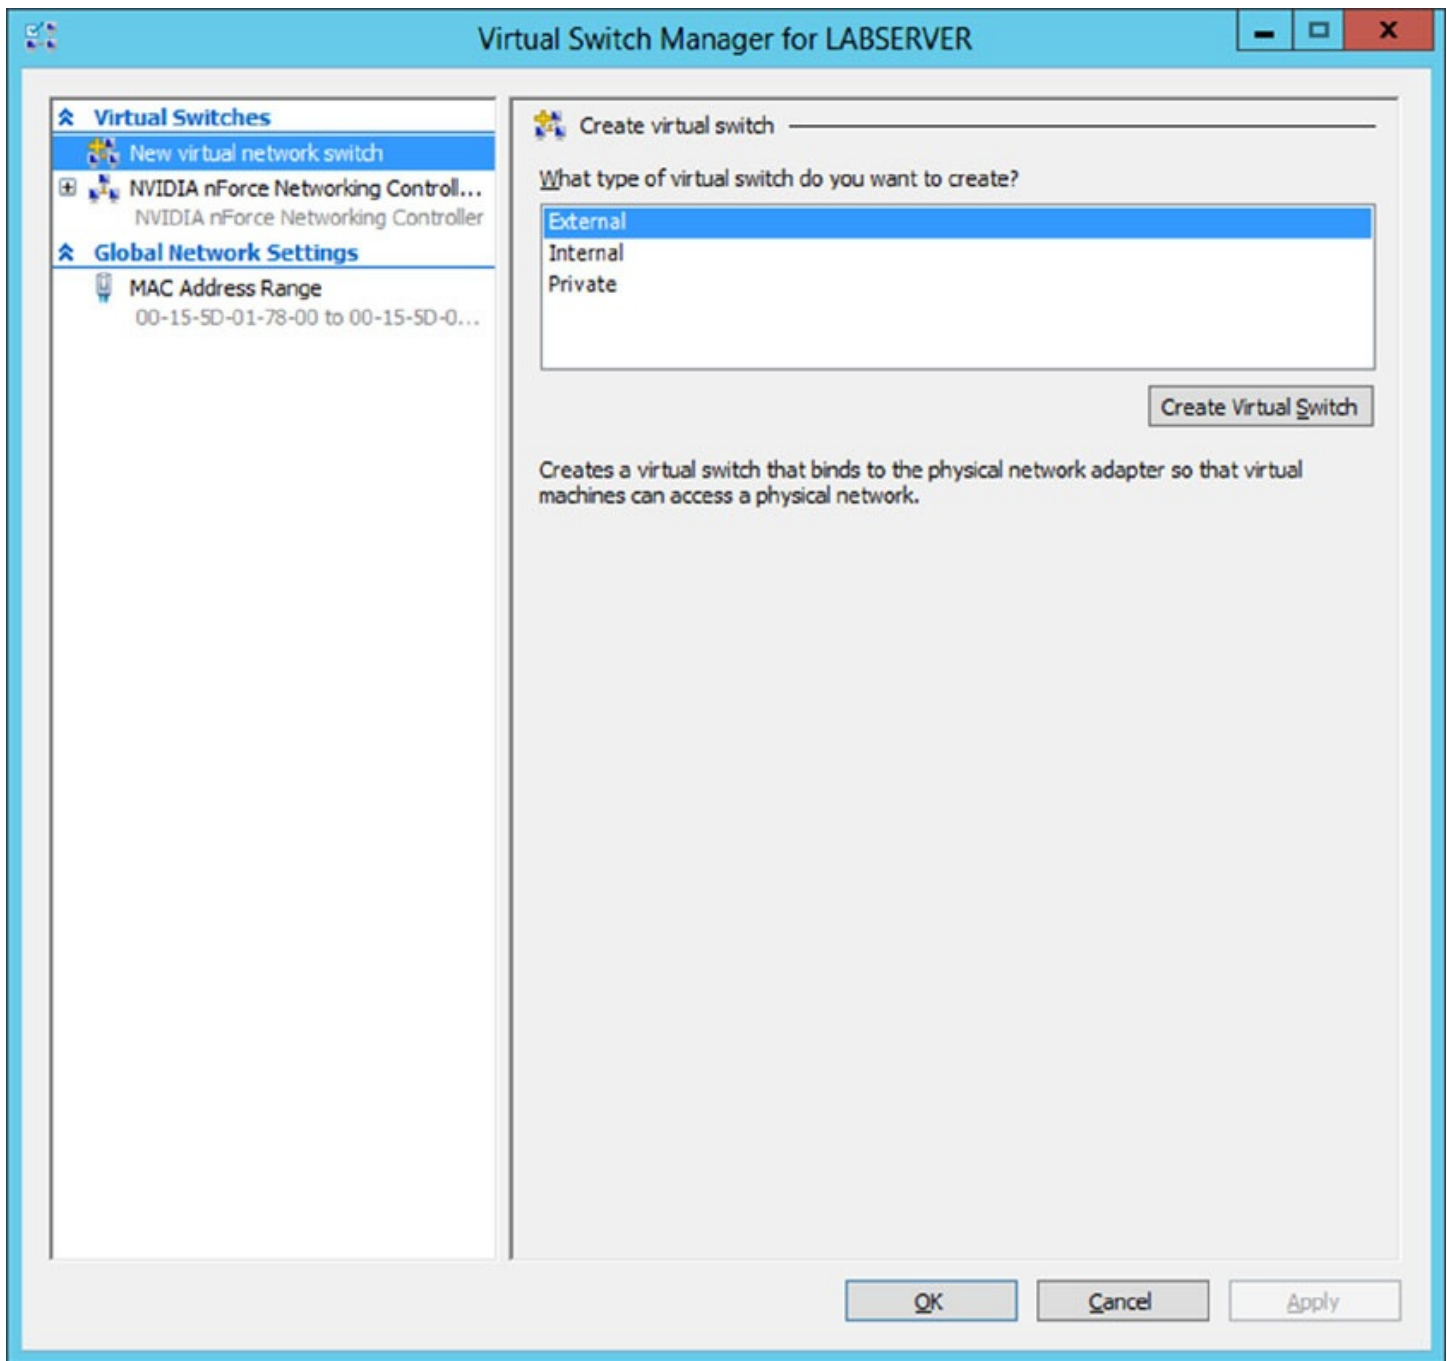 Virtual Switch Manager for LABSERVER
Virtual Switches
New virtual network switch
NVIDIA nForce Networking Controll...
NVIDIA nForce Networking Controller
Global Network Settings
MAC Address Range
00-15-5D-01-78-00 to 00-15-5D-0...
Create virtual switch
What type of virtual switch do you want to create?
External
Internal
Private
Create Virtual Switch
Creates a virtual switch that binds to the physical network adapter so that virtual
machines can access a physical network.
OK
Cancel
Apply